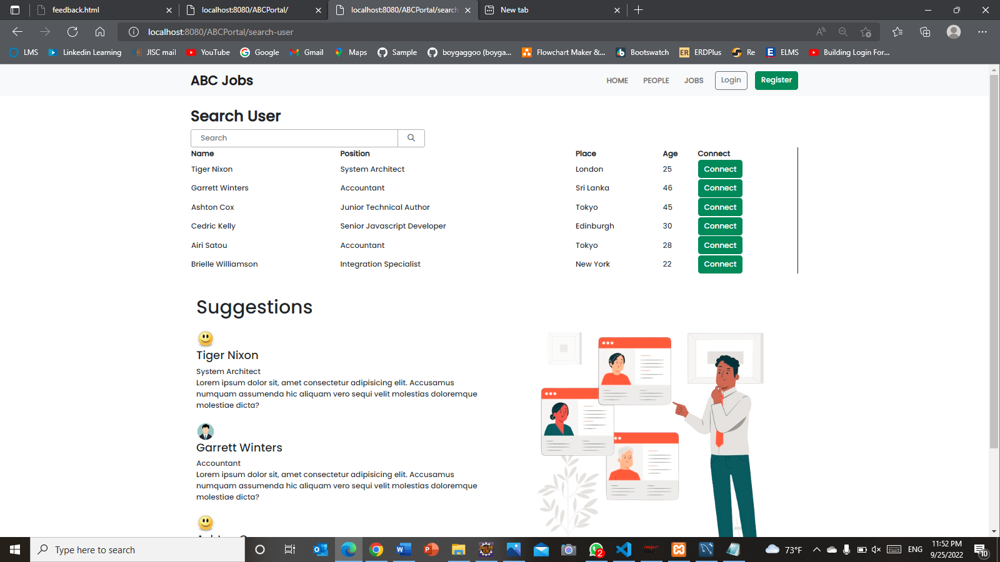 feedback.html
localhost:8080/ABCPortal/
localhost:8080/ABCPortal/search
New tab
localhost:8080/ABCPortal/search-user
LMS
Linkedin Learning
JISC mail
YouTube
Google
Gmail
Maps
Sample
boygaggoo (boyga...
Flowchart Maker &...
Bootswatch
ER ERDPlus
Re
E ELMS
Building Login For...
ABC Jobs
HOME PEOPLE JOBS Login Register
Search User
Search
Name Position Place Age Connect
Tiger Nixon System Architect London 25 Connect
Garrett Winters Accountant Sri Lanka 46 Connect
Ashton Cox Junior Technical Author Tokyo 45 Connect
Cedric Kelly Senior Javascript Developer Edinburgh 30 Connect
Airi Satou Accountant Tokyo 28 Connect
Brielle Williamson Integration Specialist New York 22 Connect
Suggestions
Tiger Nixon
System Architect
Lorem ipsum dolor sit, amet consectetur adipisicing elit. Accusamus
numquam assumenda hic aliquam vero sequi velit molestias doloremque
molestiae dicta?
Garrett Winters
Accountant
Lorem ipsum dolor sit, amet consectetur adipisicing elit. Accusamus
numquam assumenda hic aliquam vero sequi velit molestias doloremque
molestiae dicta?
Type here to search
2
73°F
ENG
11:52 PM
9/25/2022
10